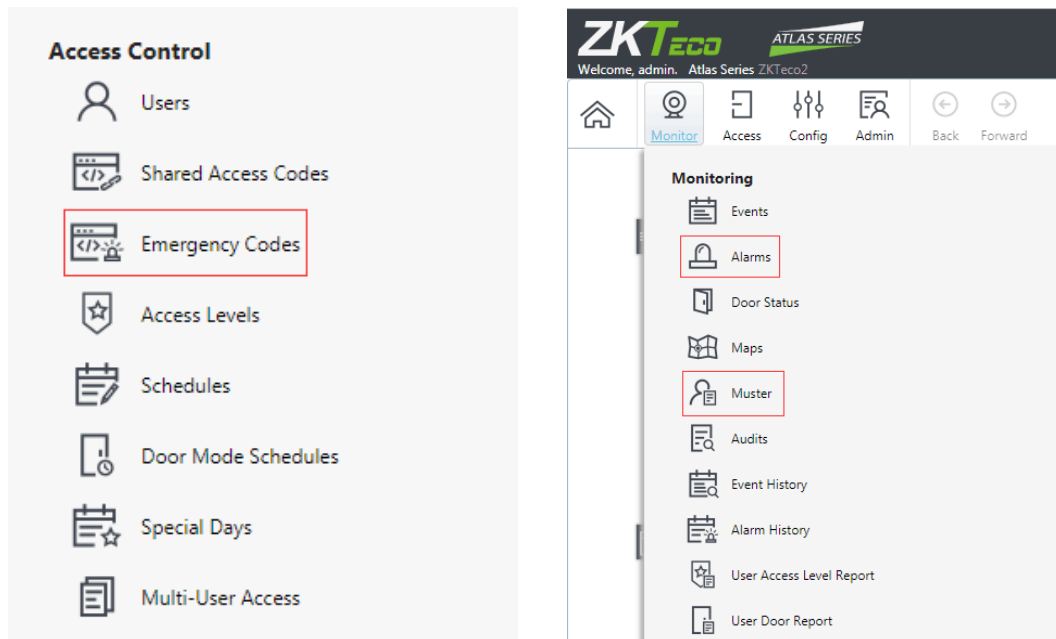 Access Control
Users
Shared Access Codes
Emergency Codes
Access Levels
Schedules
Door Mode Schedules
Special Days
Multi-User Access
ZKTECO
ATLAS SERIES
Welcome, admin. Atlas Series ZKTeco2
Monitor Access Config Admin Back Forward
Monitoring
Events
Alarms
Door Status
Maps
Muster
Audits
Event History
Alarm History
User Access Level Report
User Door Report